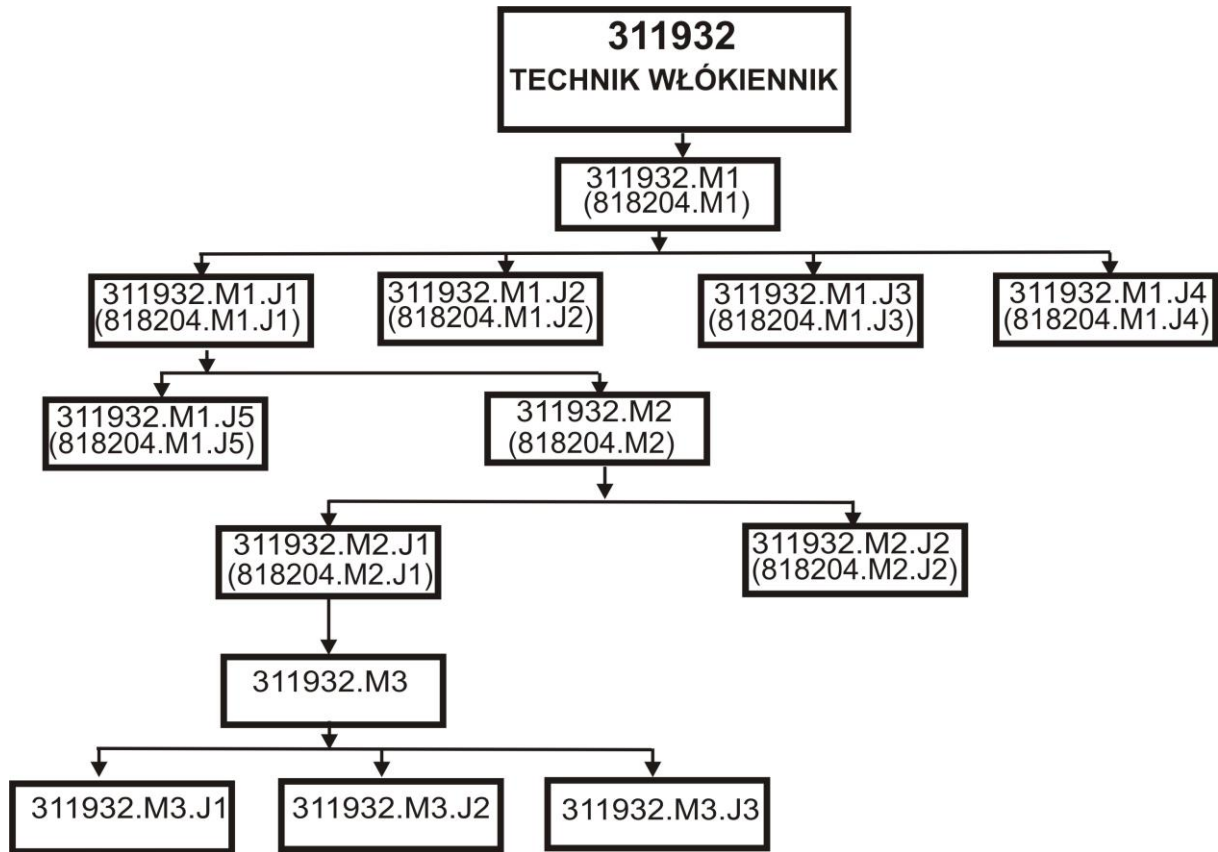 311932
TECHNIK WŁÓKIENNIK
311932.M1
(818204.M1)
311932.M1.J1
(818204.M1.J1)
311932.M1.J2
(818204.M1.J2)
311932.M1.J3
(818204.M1.J3)
311932.M1.J4
(818204.M1.J4)
311932.M1.J5
(818204.M1.J5)
311932.M2
(818204.M2)
311932.M2.J1
(818204.M2.J1)
311932.M2.J2
(818204.M2.J2)
311932.M3
311932.M3.J1
311932.M3.J2
311932.M3.J3